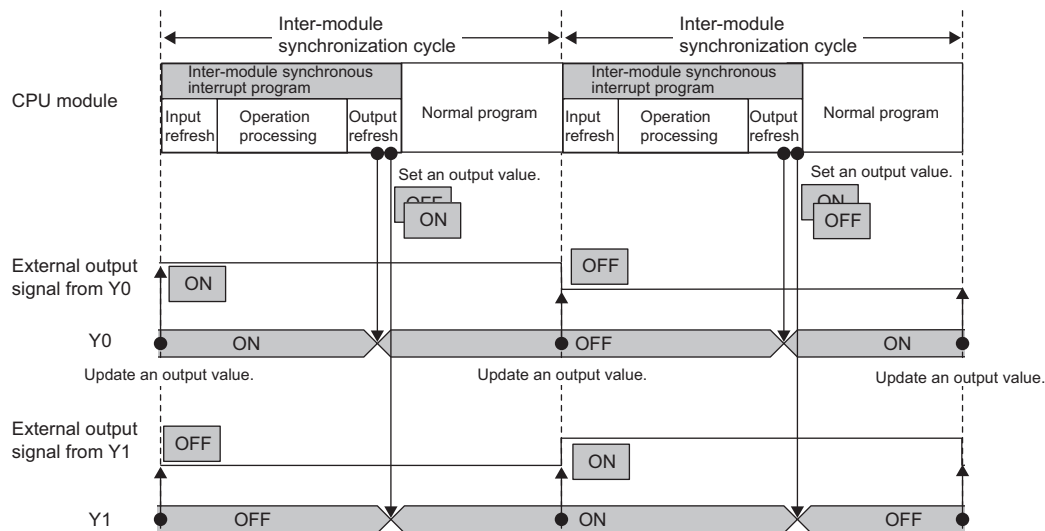 Inter-module
synchronization cycle
Inter-module
synchronization cycle
CPU module
Inter-module synchronous
interrupt program
Input
refresh
Operation
processing
Output
refresh
Normal program
Inter-module synchronous
interrupt program
Input
refresh
Operation
processing
Output
refresh
Normal program
Set an output value.
OFF
ON
Set an output value.
ON
OFF
External output
signal from Y0
ON
OFF
Y0
ON
OFF
ON
Update an output value.
Update an output value.
Update an output value.
External output
signal from Y1
OFF
ON
Y1
OFF
ON
OFF